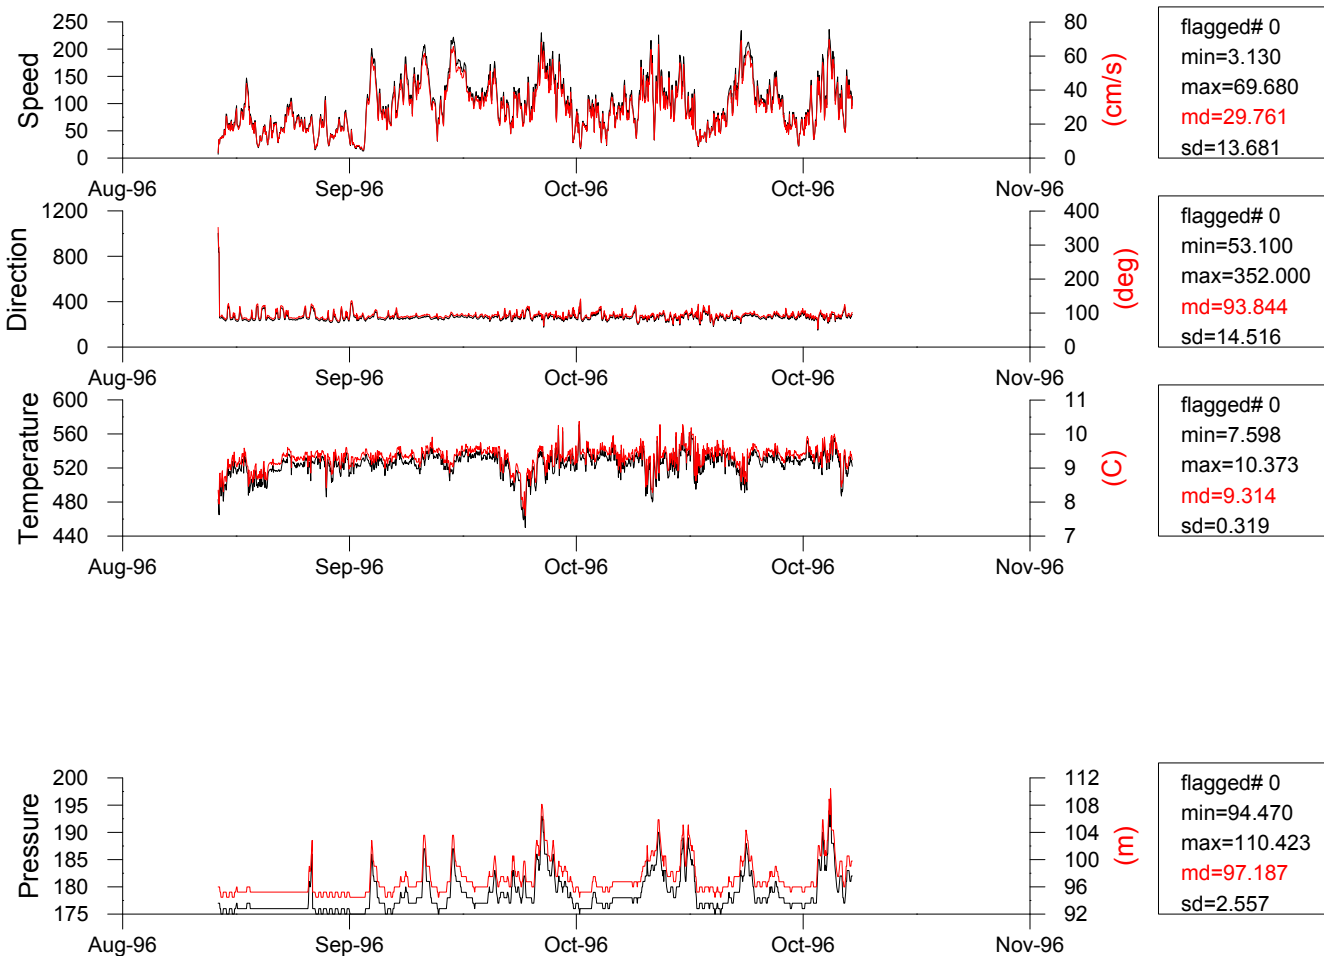 Speed
250
200
150
100
50
0
80
60
40
20
0
(cm/s)
Aug-96 Sep-96 Oct-96 Oct-96 Nov-96
flagged# 0
min=3.130
max=69.680
md=29.761
sd=13.681
Direction
1200
800
400
0
400
300
200
100
0
(deg)
Aug-96 Sep-96 Oct-96 Oct-96 Nov-96
flagged# 0
min=53.100
max=352.000
md=93.844
sd=14.516
Temperature
600
560
520
480
440
11
10
9
8
7
(C)
Aug-96 Sep-96 Oct-96 Oct-96 Nov-96
flagged# 0
min=7.598
max=10.373
md=9.314
sd=0.319
Pressure
200
195
190
185
180
175
112
108
104
100
96
92
(m)
Aug-96 Sep-96 Oct-96 Oct-96 Nov-96
flagged# 0
min=94.470
max=110.423
md=97.187
sd=2.557